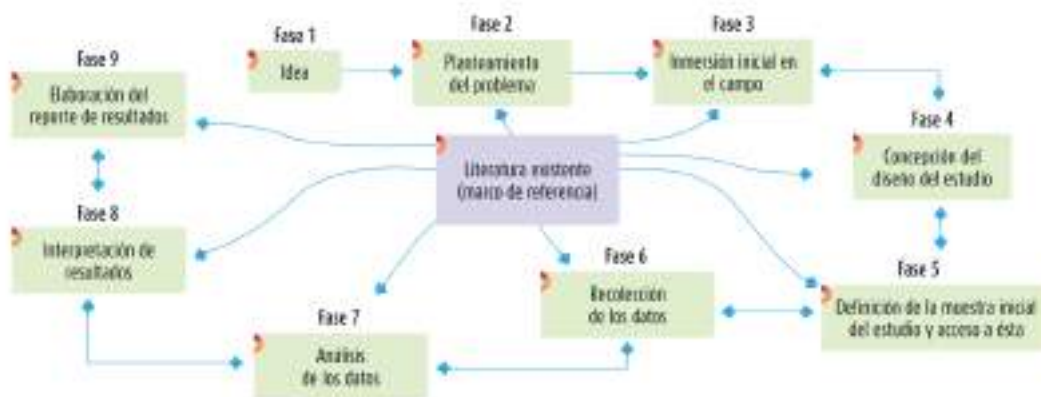 Fase 1
Idea
Fase 2
Planteamiento
del problema
Fase 3
Inmersión inicial en
el campo
Fase 4
Concepción del
diseño del estudio
Fase 5
Definición de la muestra inicial
del estudio y acceso a ésta
Fase 6
Recolección
de los datos
Fase 7
Análisis
de los datos
Fase 8
Interpretación de
resultados
Fase 9
Elaboración del
reporte de resultados
Literatura existente
(marco de referencia)